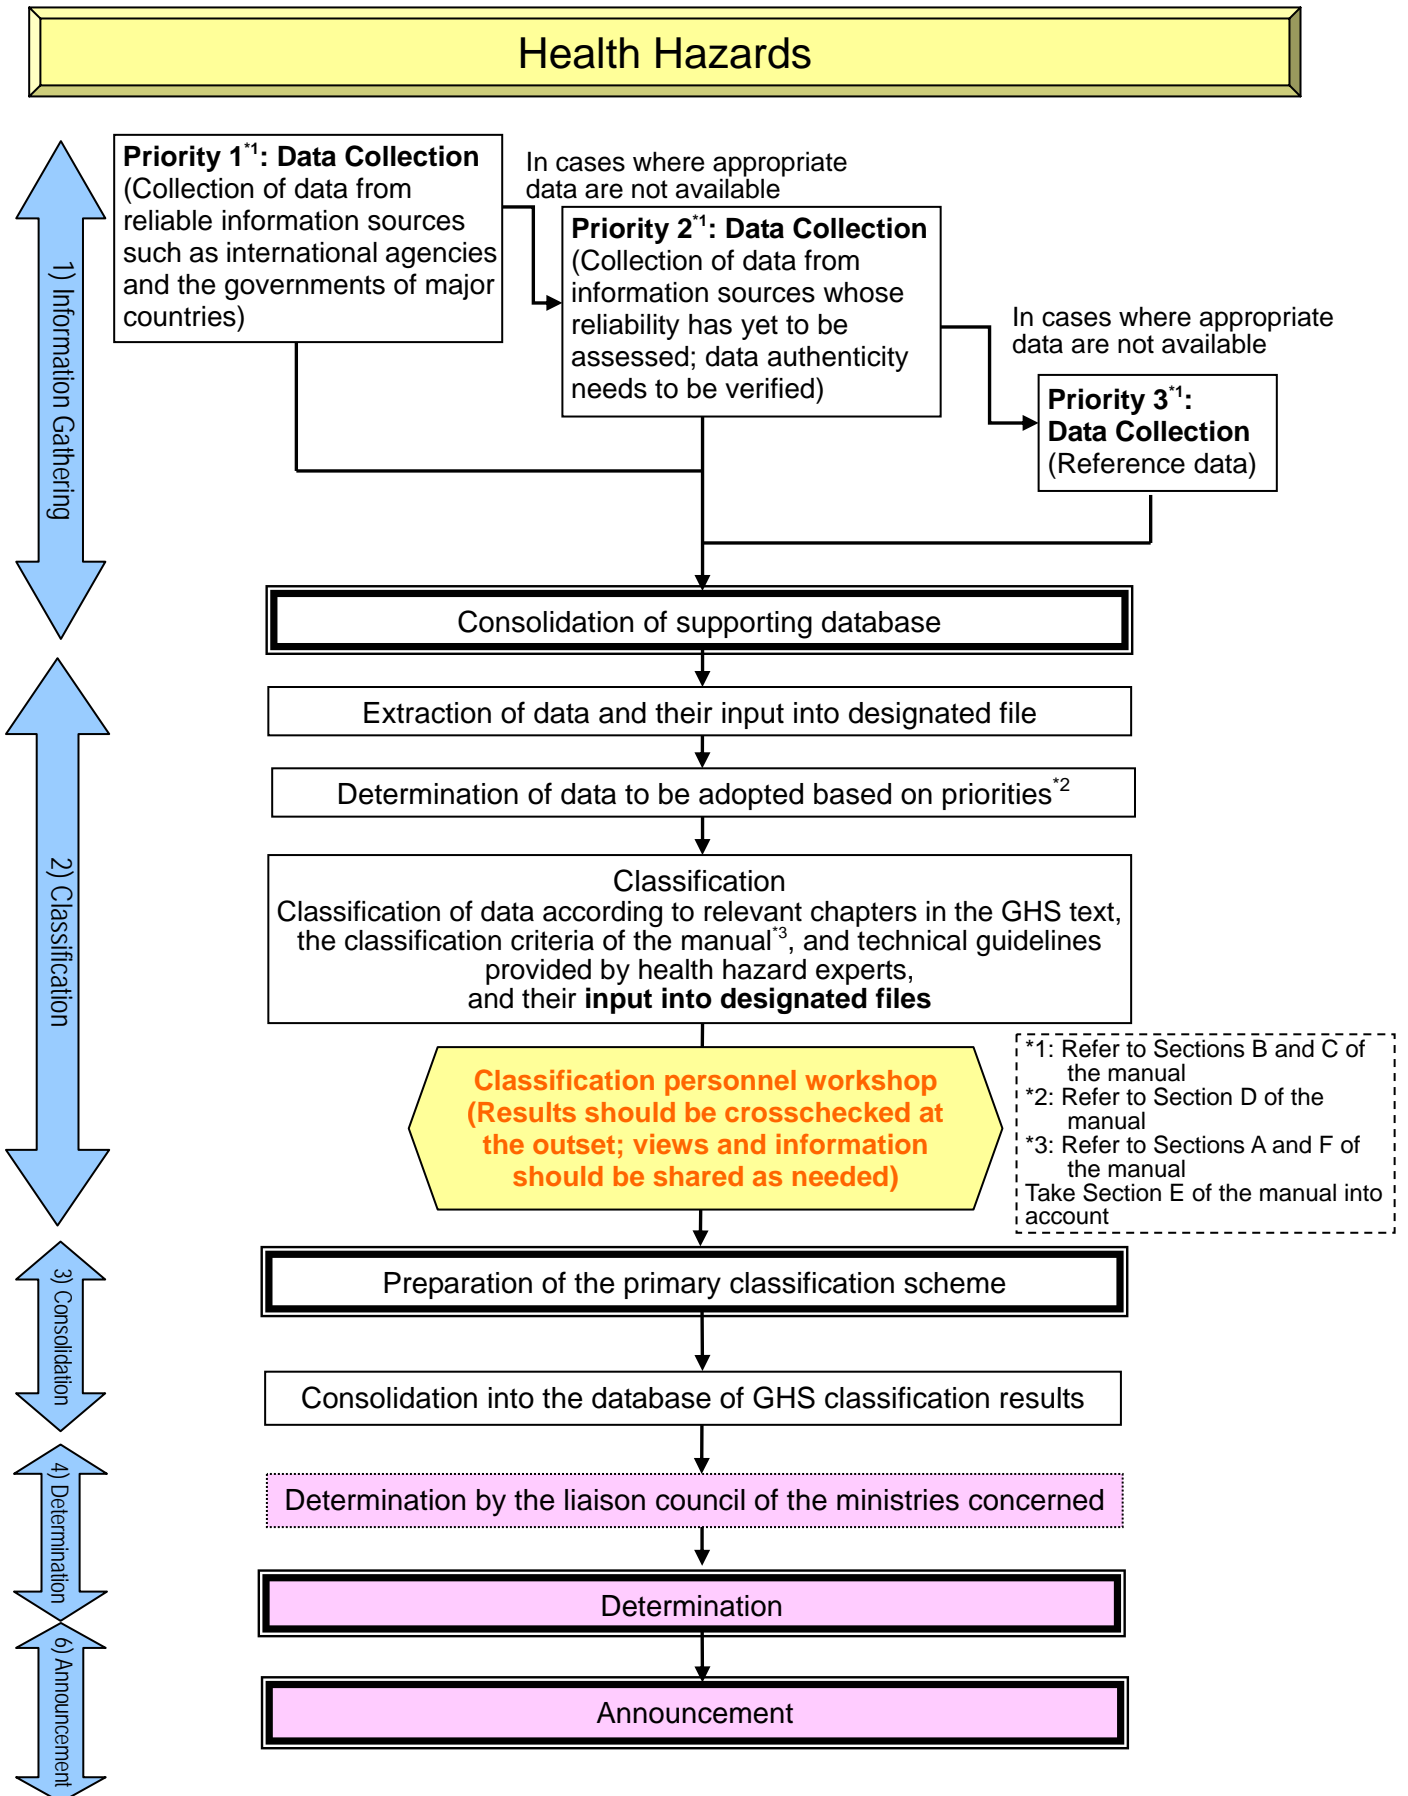 Health Hazards
Priority 1*1: Data Collection
(Collection of data from
reliable information sources
such as international agencies
and the governments of major
countries)
In cases where appropriate
data are not available
Priority 2*1: Data Collection
(Collection of data from
information sources whose
reliability has yet to be
assessed; data authenticity
needs to be verified)
In cases where appropriate
data are not available
Priority 3*1:
Data Collection
(Reference data)
1) Information Gathering
Consolidation of supporting database
Extraction of data and their input into designated file
Determination of data to be adopted based on priorities*2
Classification
Classification of data according to relevant chapters in the GHS text,
the classification criteria of the manual*3, and technical guidelines
provided by health hazard experts,
and their input into designated files
2) Classification
Classification personnel workshop
(Results should be crosschecked at
the outset; views and information
should be shared as needed)
*1: Refer to Sections B and C of
the manual
*2: Refer to Section D of the
manual
*3: Refer to Sections A and F of
the manual
Take Section E of the manual into
account
Preparation of the primary classification scheme
3) Consolidation
Consolidation into the database of GHS classification results
4) Determination
Determination by the liaison council of the ministries concerned
Determination
6) Announcement
Announcement